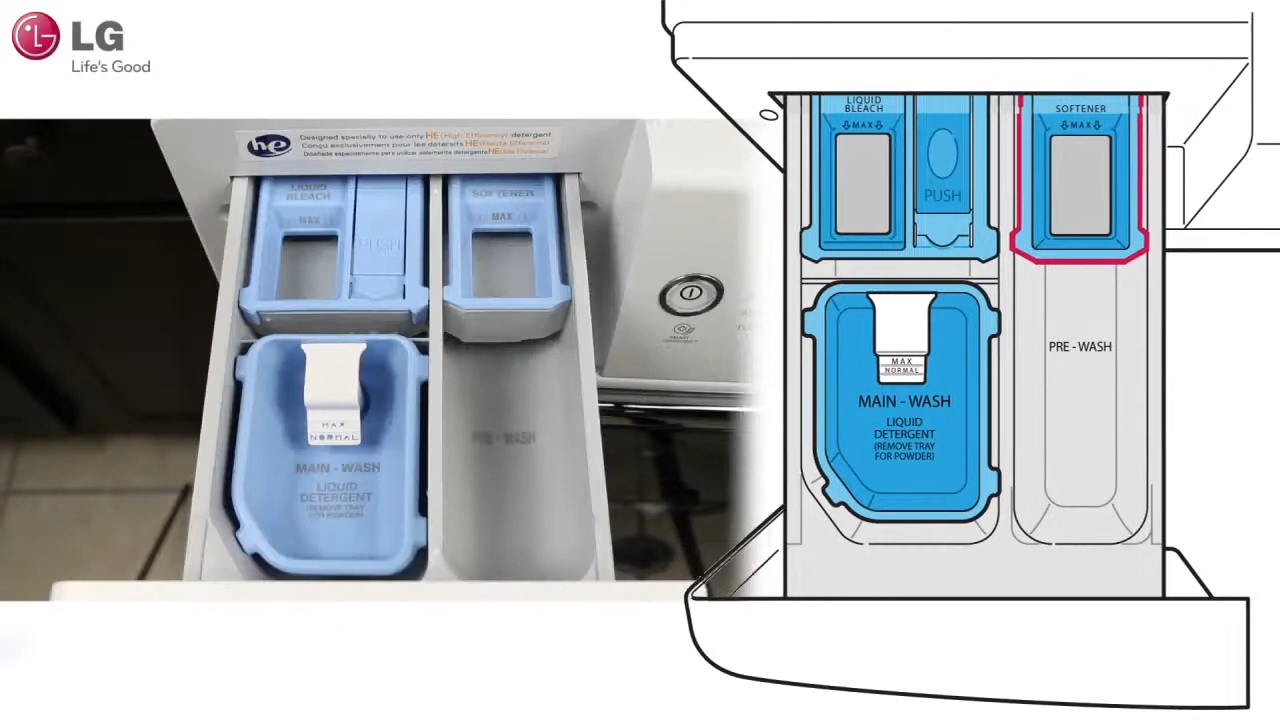 LG
Life's Good
he
Designed specially to use only HE (High Efficiency) detergent
Conçu exclusivement pour les détersifs HE (Haute Efficacité)
LIQUID
BLEACH
MAX
PUSH
SOFTENER
MAX
MAX
NORMAL
MAIN - WASH
LIQUID
DETERGENT
(REMOVE TRAY
FOR POWDER)
PRE - WASH
SMART
LIQUID
BLEACH
MAX
PUSH
SOFTENER
MAX
MAX
NORMAL
MAIN - WASH
LIQUID
DETERGENT
(REMOVE TRAY
FOR POWDER)
PRE - WASH